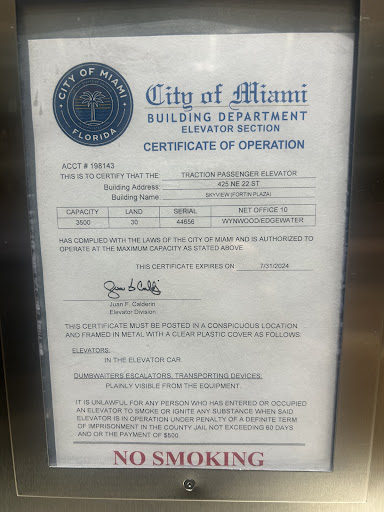 CITY OF MIAMI
FLORIDA
City of Miami
BUILDING DEPARTMENT
ELEVATOR SECTION
CERTIFICATE OF OPERATION
ACCT # 198143
THIS IS TO CERTIFY THAT THE TRACTION PASSENGER ELEVATOR
Building Address: 425 NE 22 ST
Building Name: SKYVIEW (FORTIN PLAZA)
CAPACITY LAND SERIAL NET OFFICE 10
3500 30 44656 WYNWOOD/EDGEWATER
HAS COMPLIED WITH THE LAWS OF THE CITY OF MIAMI AND IS AUTHORIZED TO
OPERATE AT THE MAXIMUM CAPACITY AS STATED ABOVE.
THIS CERTIFICATE EXPIRES ON 7/31/2024
Juan F. Calderin
Elevator Division
THIS CERTIFICATE MUST BE POSTED IN A CONSPICUOUS LOCATION
AND FRAMED IN METAL WITH A CLEAR PLASTIC COVER AS FOLLOWS:
ELEVATORS:
IN THE ELEVATOR CAR.
DUMBWAITERS ESCALATORS, TRANSPORTING DEVICES:
PLAINLY VISIBLE FROM THE EQUIPMENT.
IT IS UNLAWFUL FOR ANY PERSON WHO HAS ENTERED OR OCCUPIED
AN ELEVATOR TO SMOKE OR IGNITE ANY SUBSTANCE WHEN SAID
ELEVATOR IS IN OPERATION UNDER PENALTY OF A DEFINITE TERM
OF IMPRISONMENT IN THE COUNTY JAIL NOT EXCEEDING 60 DAYS
AND OR THE PAYMENT OF $500.
NO SMOKING